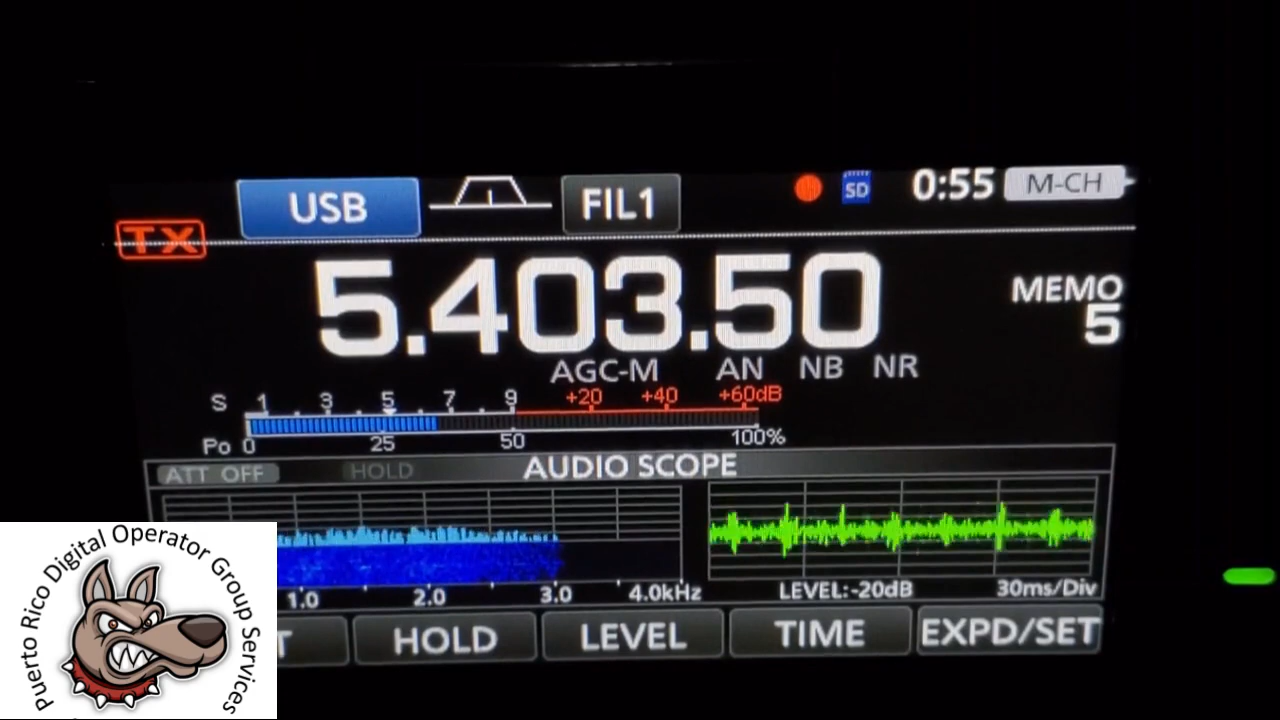 USB FIL1 SD 0:55 M-CH
TX
5.403.50
MEMO
5
AGC-M AN NB NR
S 1 3 5 7 9 +20 +40 +60dB
Po 0 25 50 100%
ATT OFF HOLD AUDIO SCOPE
1.0 2.0 3.0 4.0kHz LEVEL:-20dB 30ms/Div
HOLD LEVEL TIME EXPD/SET
Puerto Rico Digital Operator Group Services